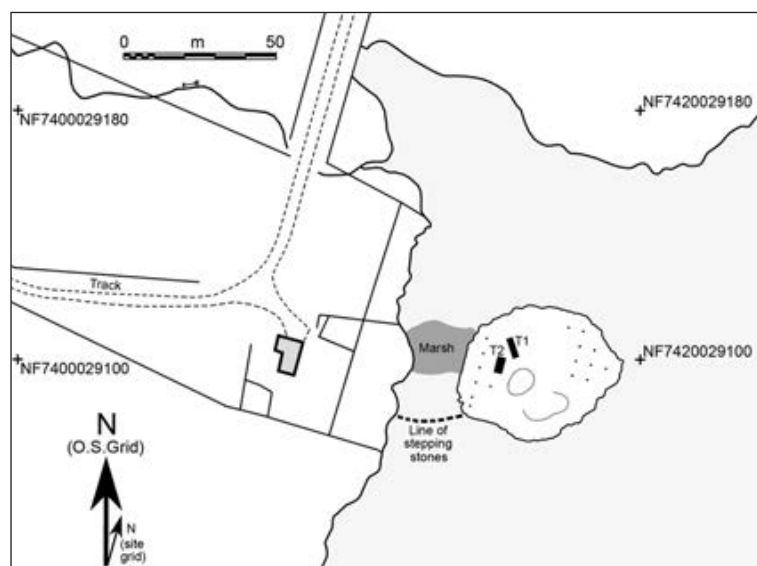 0 m 50
NF7400029180
NF7420029180
Track
Marsh
T1
T2
NF7400029100
NF7420029100
Line of
stepping
stones
N
(O.S.Grid)
N
(site
grid)